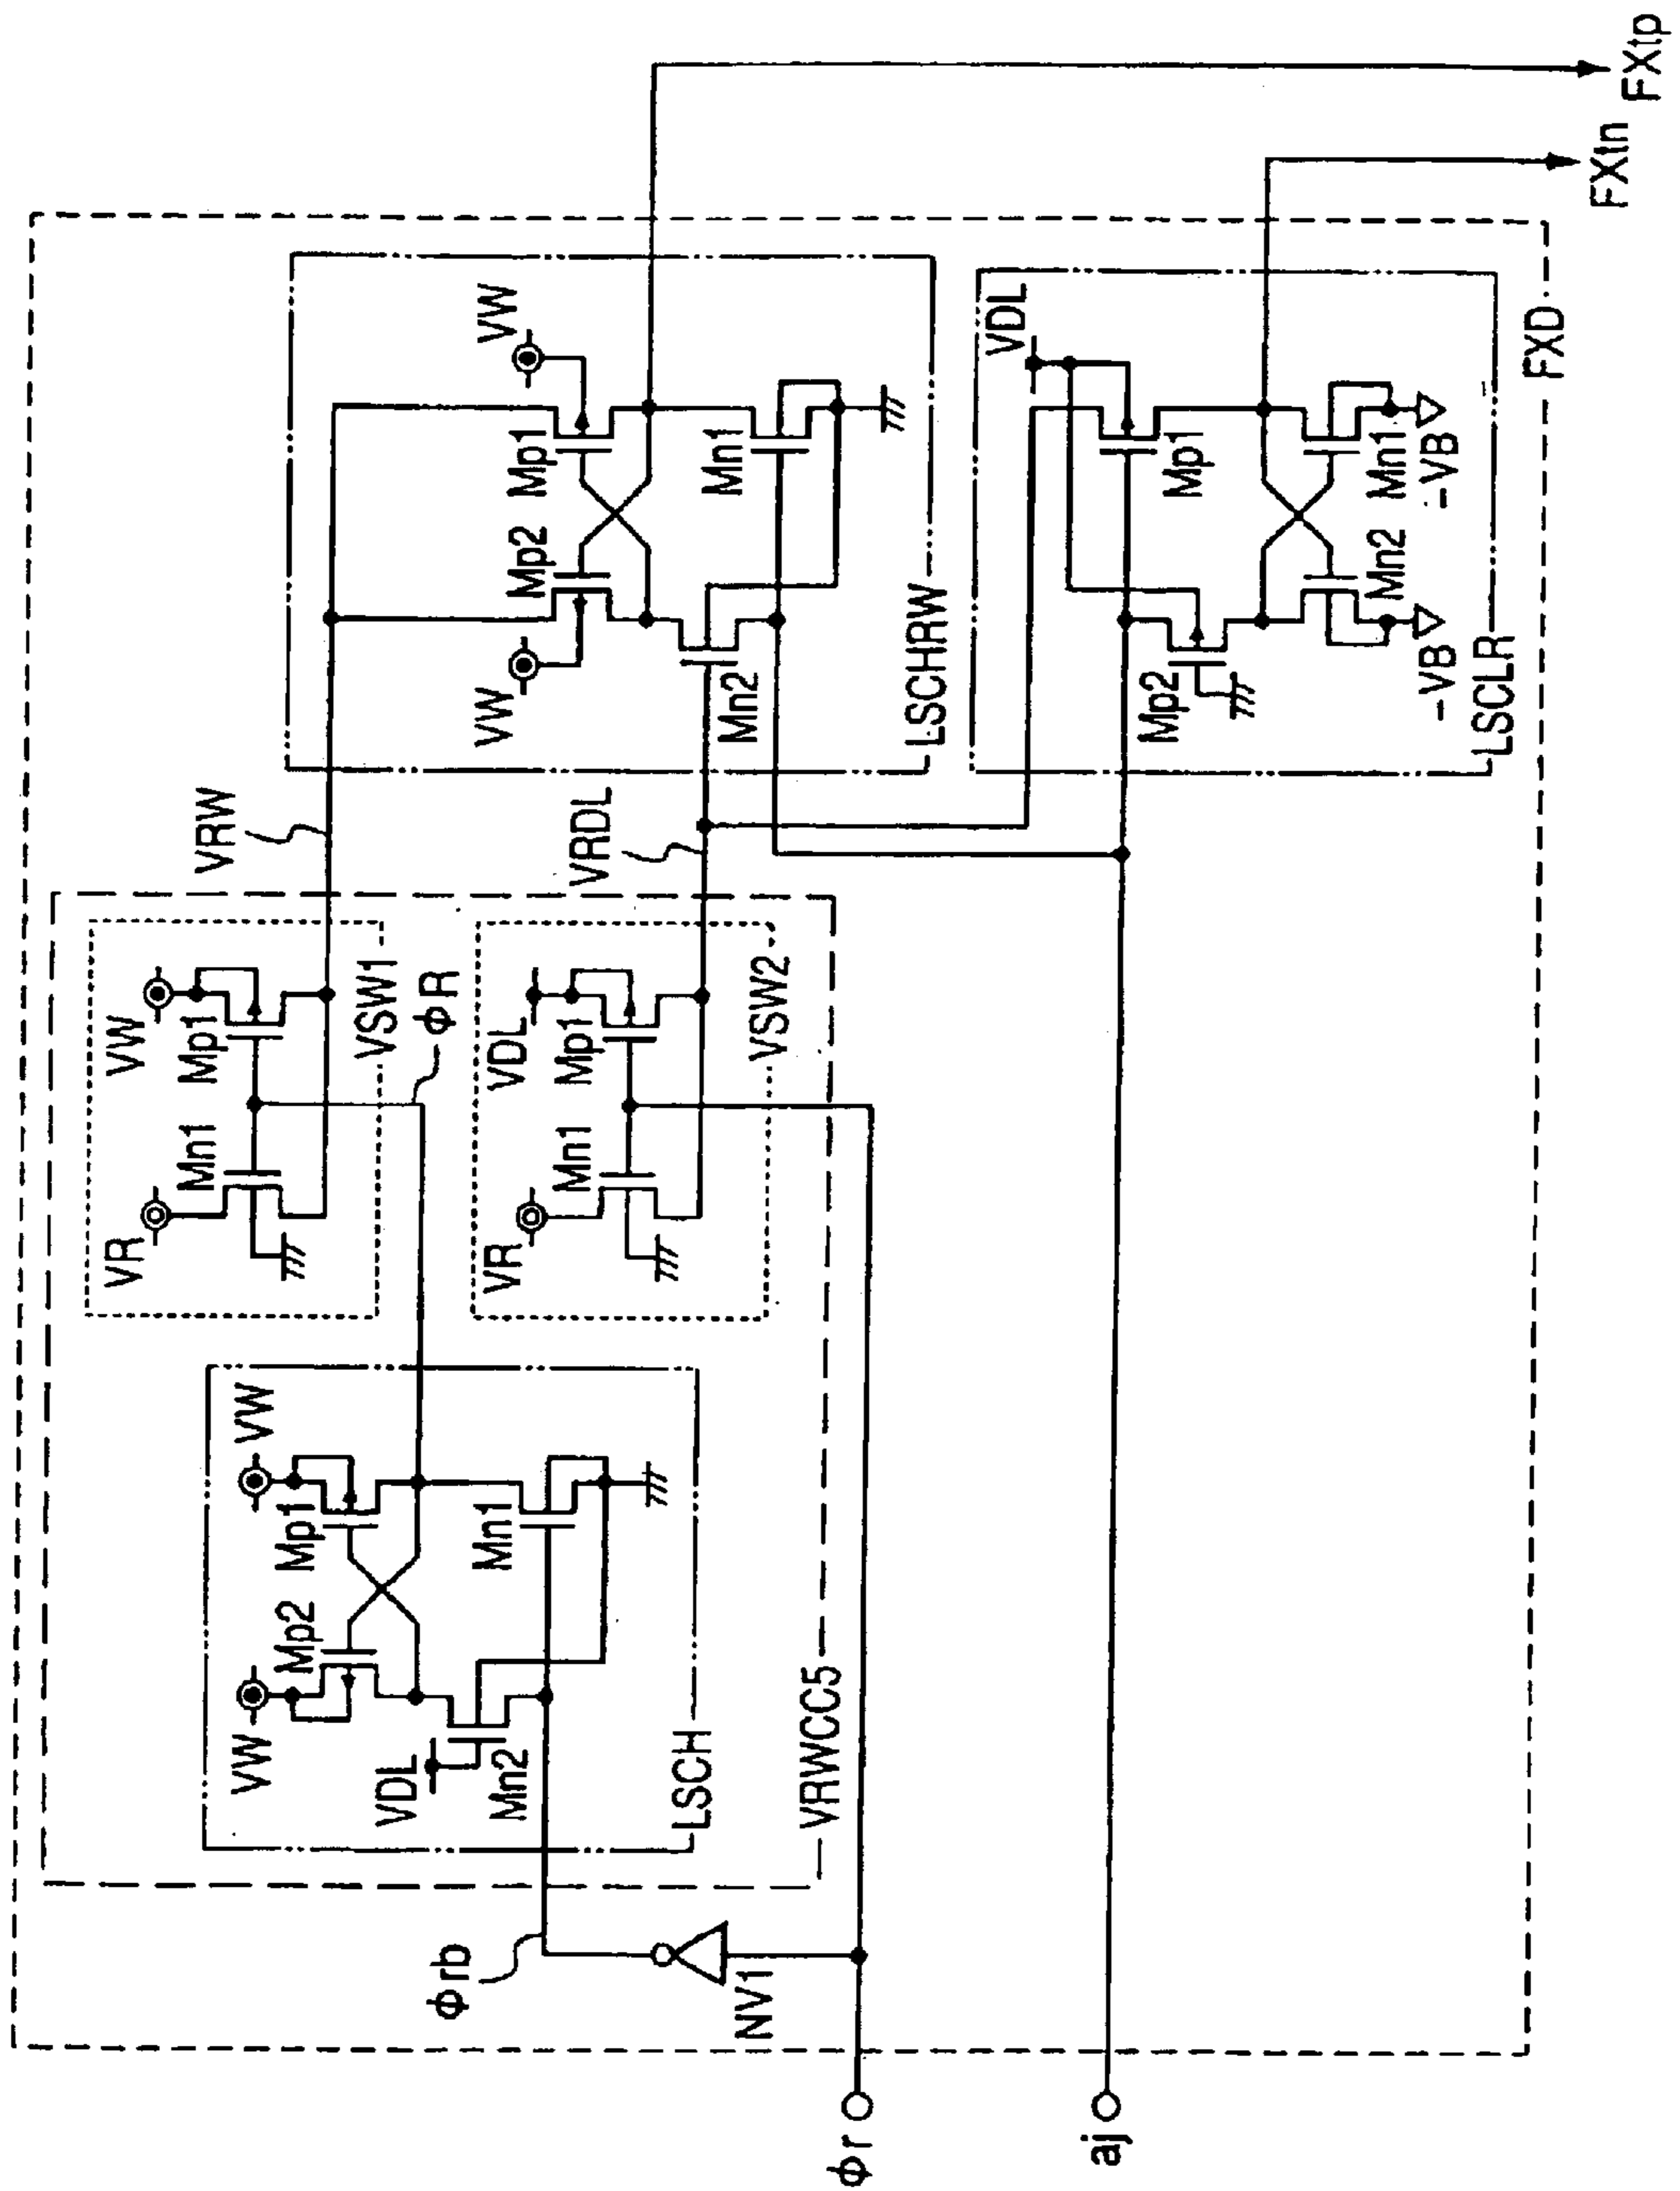 VR
VW
Mn1
Mp1
VSW1
VRW
VW
VW
Mp2
Mp1
Mn2
Mn1
LSCHRW
FXtp
FXtn
VW
VW
Mp2
Mp1
VDL
Mn2
Mn1
LSCH
ΦR
VR
VDL
Mn1
Mp1
VSW2
VRDL
VRWCC5
Φrb
NV1
Φr
aj
VDL
Mp2
Mp1
Mn2
Mn1
-VB
-VB
LSCLR
FXD